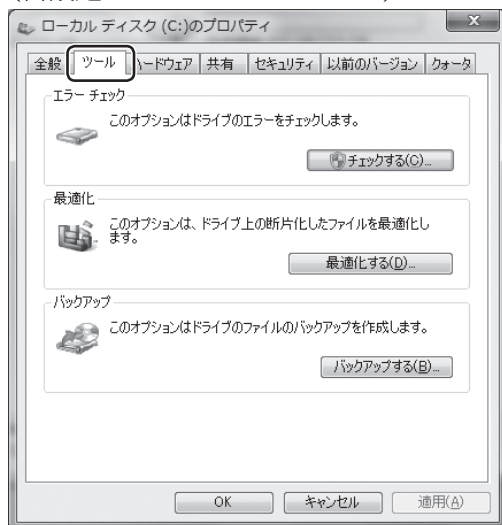 ローカル ディスク (C:)のプロパティ
全般 ツール ハードウェア 共有 セキュリティ 以前のバージョン クォータ
エラー チェック
このオプションはドライブのエラーをチェックします。
チェックする(C)...
最適化
このオプションは、ドライブ上の断片化したファイルを最適化し
ます。
最適化する(D)...
バックアップ
このオプションはドライブのファイルのバックアップを作成します。
バックアップする(B)...
OK キャンセル 適用(A)